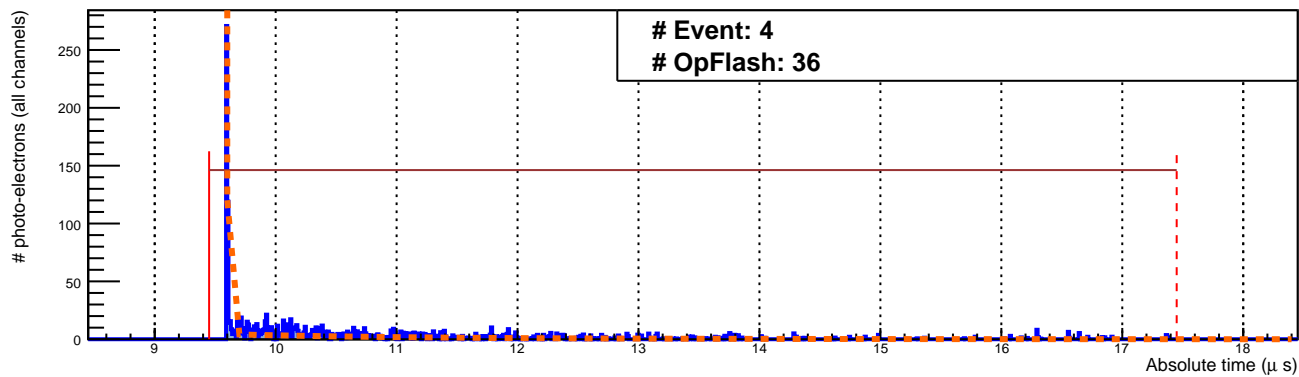 # Event: 4
# OpFlash: 36
# photo-electrons (all channels)
250
200
150
100
50
0
9 10 11 12 13 14 15 16 17 18
Absolute time (μ s)